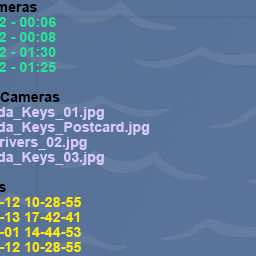 meras
2 - 00:06
2 - 00:08
2 - 01:30
2 - 01:25
Cameras
da_Keys_01.jpg
da_Keys_Postcard.jpg
rivers_02.jpg
da_Keys_03.jpg
s
-12 10-28-55
-13 17-42-41
-01 14-44-53
-12 10-28-55